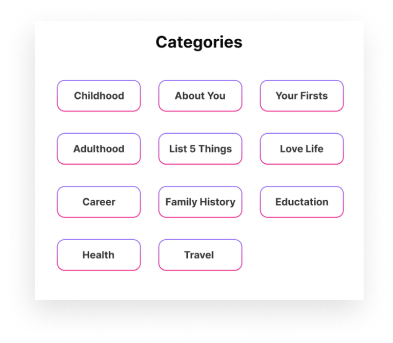 Categories
Childhood
About You
Your Firsts
Adulthood
List 5 Things
Love Life
Career
Family History
Eductation
Health
Travel